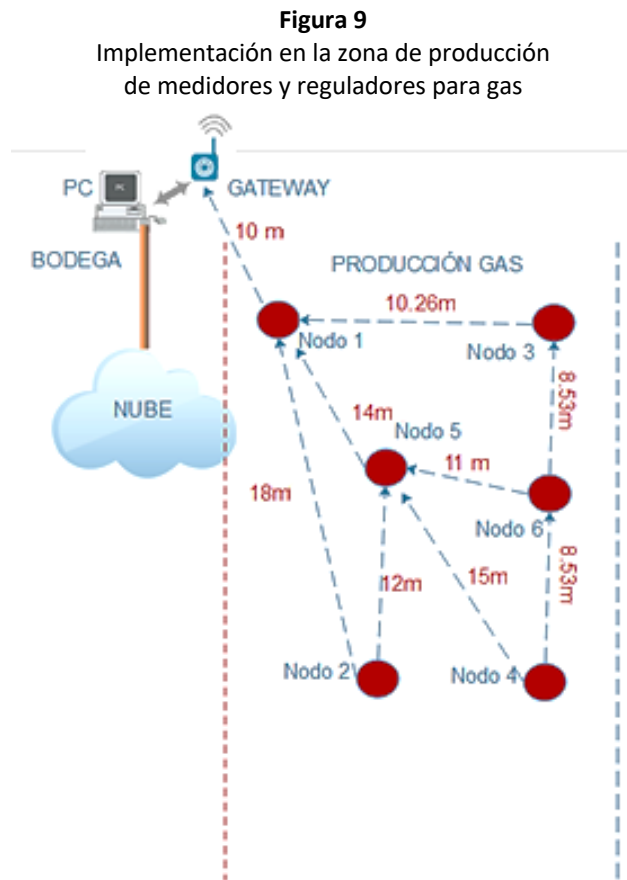 Figura 9
Implementación en la zona de producción
de medidores y reguladores para gas
PC
PC
GATEWAY
10 m
BODEGA
PRODUCCIÓN GAS
10.26m
Nodo 1
Nodo 3
8.53m
NUBE
14m
Nodo 5
11 m
18m
Nodo 6
8.53m
12m
15m
Nodo 2
Nodo 4